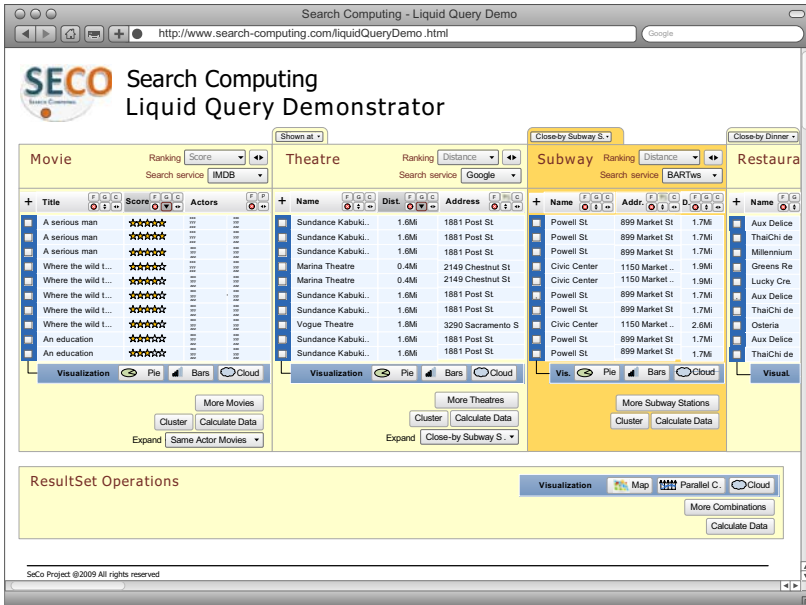 Search Computing - Liquid Query Demo
http://www.search-computing.com/liquidQueryDemo .html
Google
SECO
Search Computing
Search Computing
Liquid Query Demonstrator
Shown at
Close-by Subway S.
Close-by Dinner
Movie
Ranking Score
Search service IMDB
Theatre
Ranking Distance
Search service Google
Subway
Ranking Distance
Search service BARTws
Restaura
+ Title F G C Score F G C Actors F P
+ Name F G C Dist. F G C Address F C
+ Name F G C Addr. F C D. F G C
+ Name F G
A serious man Sundance Kabuki.. 1.6Mi 1881 Post St. Powell St. 899 Market St 1.7Mi Aux Delice
A serious man Sundance Kabuki.. 1.6Mi 1881 Post St. Powell St. 899 Market St 1.7Mi ThaiChi de
A serious man Sundance Kabuki.. 1.6Mi 1881 Post St. Powell St. 899 Market St 1.7Mi Millennium
Where the wild t... Marina Theatre 0.4Mi 2149 Chestnut St Civic Center 1150 Market .. 1.9Mi Greens Re
Where the wild t... Marina Theatre 0.4Mi 2149 Chestnut St Civic Center 1150 Market .. 1.9Mi Lucky Cre.
Where the wild t... Sundance Kabuki.. 1.6Mi 1881 Post St. Powell St. 899 Market St 1.7Mi Aux Delice
Where the wild t... Sundance Kabuki.. 1.6Mi 1881 Post St. Powell St. 899 Market St 1.7Mi ThaiChi de
Where the wild t... Vogue Theatre 1.8Mi 3290 Sacramento S Civic Center 1150 Market .. 2.6Mi Osteria
An education Sundance Kabuki.. 1.6Mi 1881 Post St. Powell St. 899 Market St 1.7Mi Aux Delice
An education Sundance Kabuki.. 1.6Mi 1881 Post St. Powell St. 899 Market St 1.7Mi ThaiChi de
Visualization Pie Bars Cloud
Visualization Pie Bars Cloud
Vis. Pie Bars Cloud
Visual.
More Movies
Cluster Calculate Data
Expand Same Actor Movies
More Theatres
Cluster Calculate Data
Expand Close-by Subway S .
More Subway Stations
Cluster Calculate Data
ResultSet Operations
Visualization Map Parallel C . Cloud
More Combinations
Calculate Data
SeCo Project @2009 All rights reserved